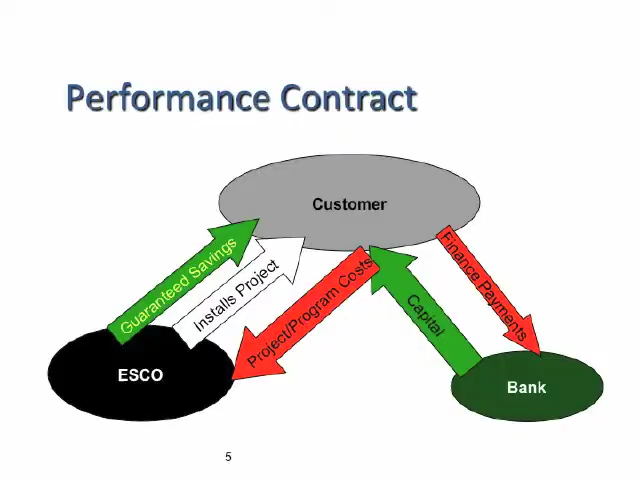 Performance Contract
Customer
Guaranteed Savings
Installs Project
Project/Program Costs
Capital
Finance Payments
ESCO
Bank
5